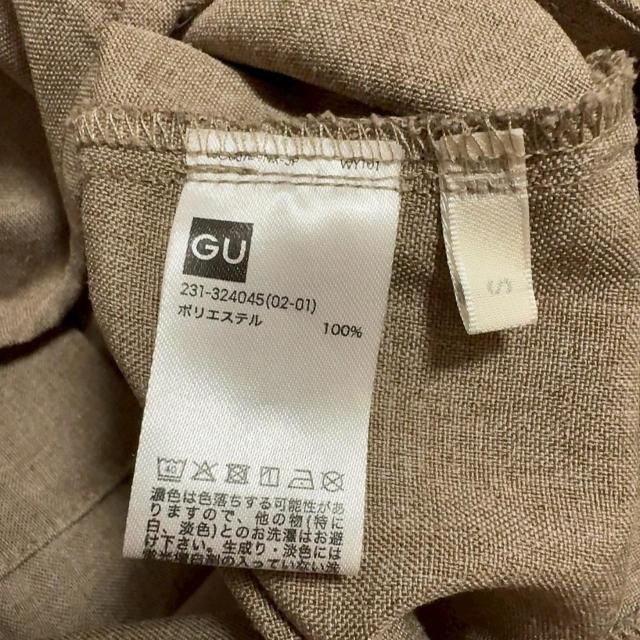 GU
231-324045(02-01)
ポリエステル 100%
40
濃色は色落ちする可能性があ
りますので、他の物(特に
白、淡色)とのお洗濯はお避
け下さい。生成り・淡色には
S